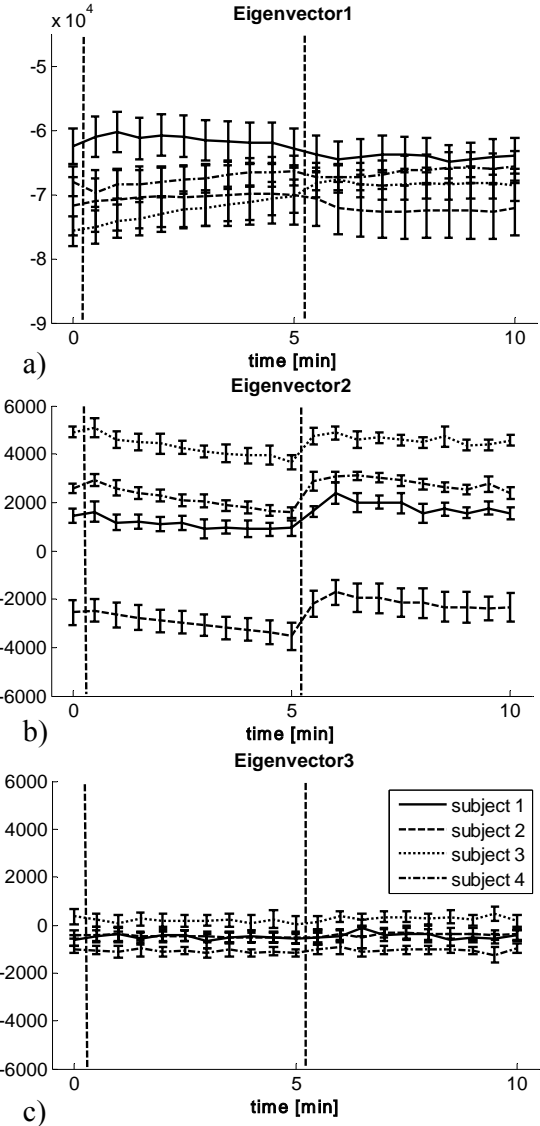 x 10^4
Eigenvector1
-5
-6
-7
-8
-9
0
5
10
time [min]
a)
Eigenvector2
6000
4000
2000
0
-2000
-4000
-6000
0
5
10
time [min]
b)
Eigenvector3
6000
4000
2000
0
-2000
-4000
-6000
subject 1
subject 2
subject 3
subject 4
0
5
10
time [min]
c)